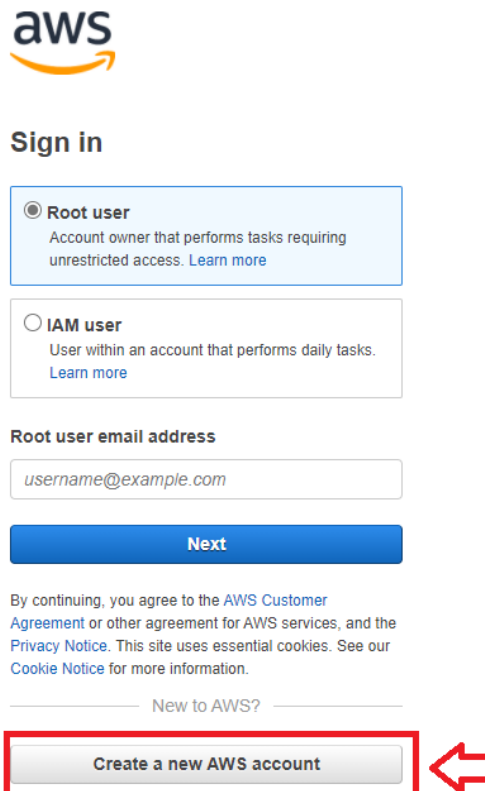 aws
Sign in
Root user
Account owner that performs tasks requiring
unrestricted access. Learn more
IAM user
User within an account that performs daily tasks.
Learn more
Root user email address
username@example.com
Next
By continuing, you agree to the AWS Customer
Agreement or other agreement for AWS services, and the
Privacy Notice. This site uses essential cookies. See our
Cookie Notice for more information.
New to AWS?
Create a new AWS account